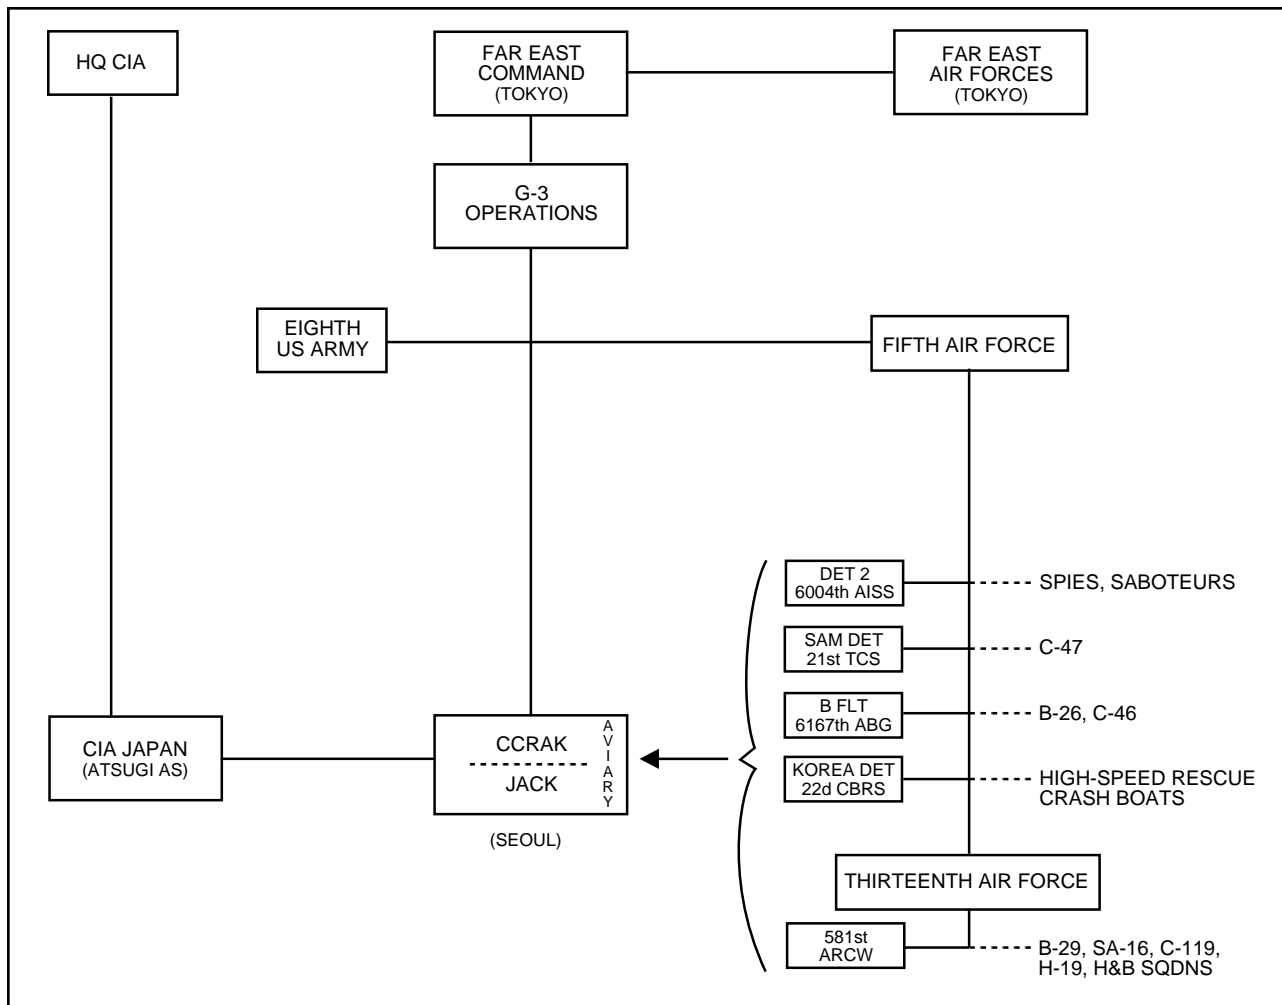 HQ CIA
FAR EAST
COMMAND
(TOKYO)
FAR EAST
AIR FORCES
(TOKYO)
G-3
OPERATIONS
EIGHTH
US ARMY
FIFTH AIR FORCE
DET 2
6004th AISS
SPIES, SABOTEURS
SAM DET
21st TCS
C-47
B FLT
6167th ABG
B-26, C-46
CIA JAPAN
(ATSUGI AS)
CCRAK
JACK
AVIARY
(SEOUL)
KOREA DET
22d CBRS
HIGH-SPEED RESCUE
CRASH BOATS
THIRTEENTH AIR FORCE
581st
ARCW
B-29, SA-16, C-119,
H-19, H&B SQDNS